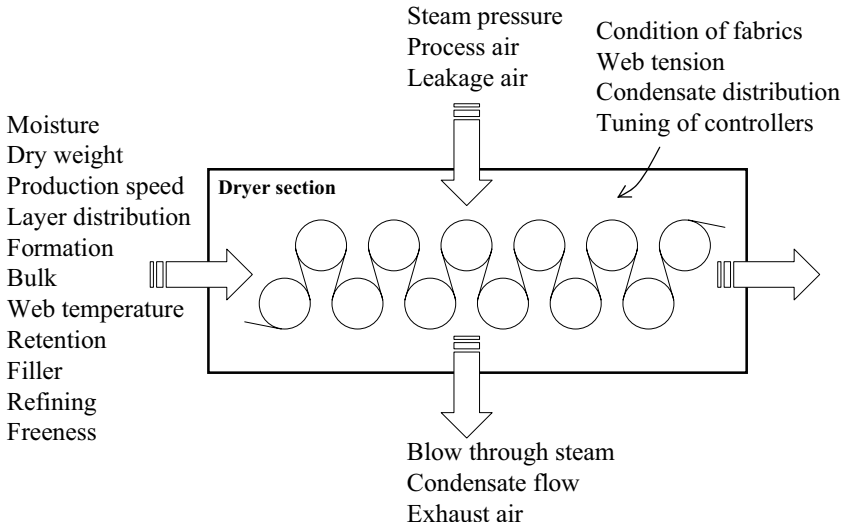 Steam pressure
Process air
Leakage air
Condition of fabrics
Web tension
Condensate distribution
Tuning of controllers
Moisture
Dry weight
Production speed
Layer distribution
Formation
Bulk
Web temperature
Retention
Filler
Refining
Freeness
Dryer section
Blow through steam
Condensate flow
Exhaust air